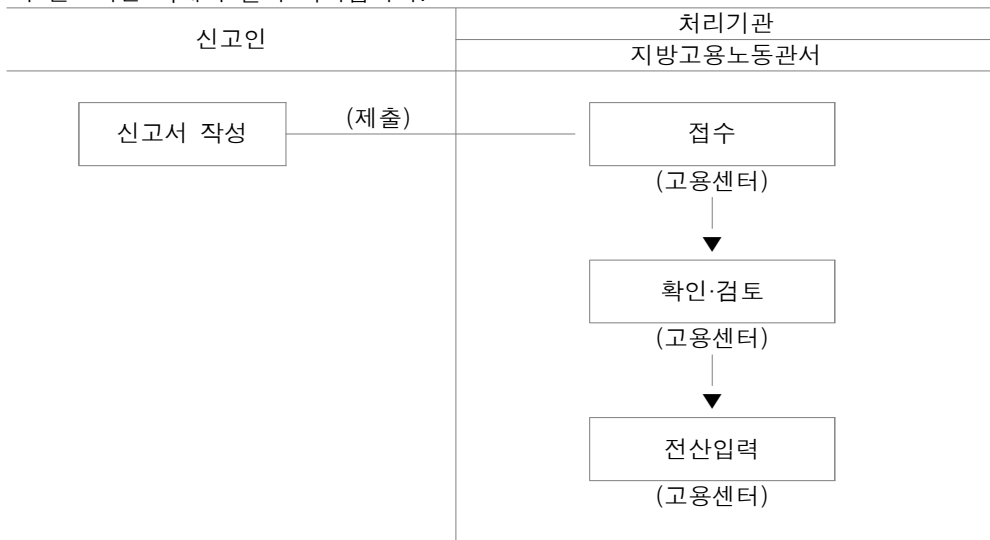 신고인
처리기관
지방고용노동관서
신고서 작성
(제출)
접수
(고용센터)
확인·검토
(고용센터)
전산입력
(고용센터)